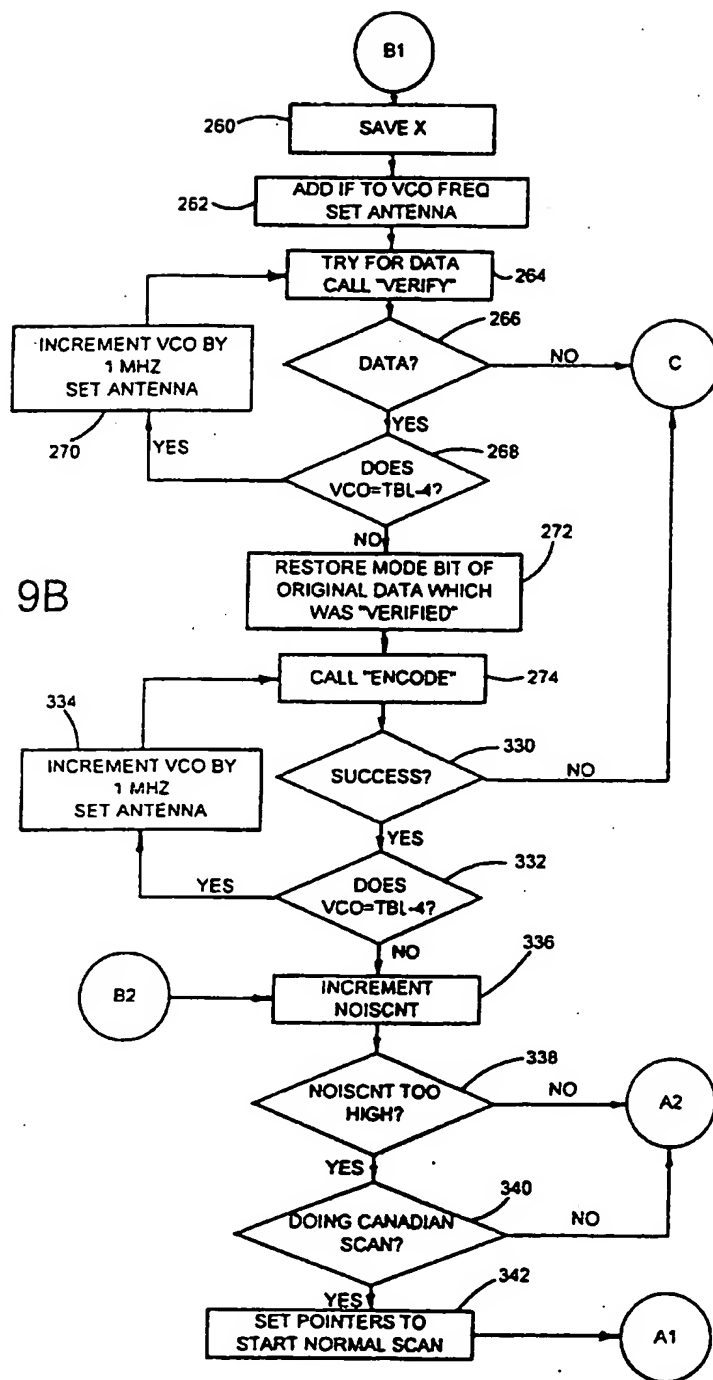 B1
260
SAVE X
262
ADD IF TO VCO FREQ
SET ANTENNA
TRY FOR DATA
CALL "VERIFY"
264
266
INCREMENT VCO BY
1 MHZ
SET ANTENNA
DATA?
NO
C
270
YES
YES
268
DOES
VCO=TBL-4?
NO
272
9B
RESTORE MODE BIT OF
ORIGINAL DATA WHICH
WAS "VERIFIED"
CALL "ENCODE"
274
334
330
INCREMENT VCO BY
1 MHZ
SET ANTENNA
SUCCESS?
NO
YES
332
YES
DOES
VCO=TBL-4?
NO
336
B2
INCREMENT
NOISCNT
338
NOISCNT TOO
HIGH?
NO
A2
YES
340
DOING CANADIAN
SCAN?
NO
YES
342
SET POINTERS TO
START NORMAL SCAN
A1